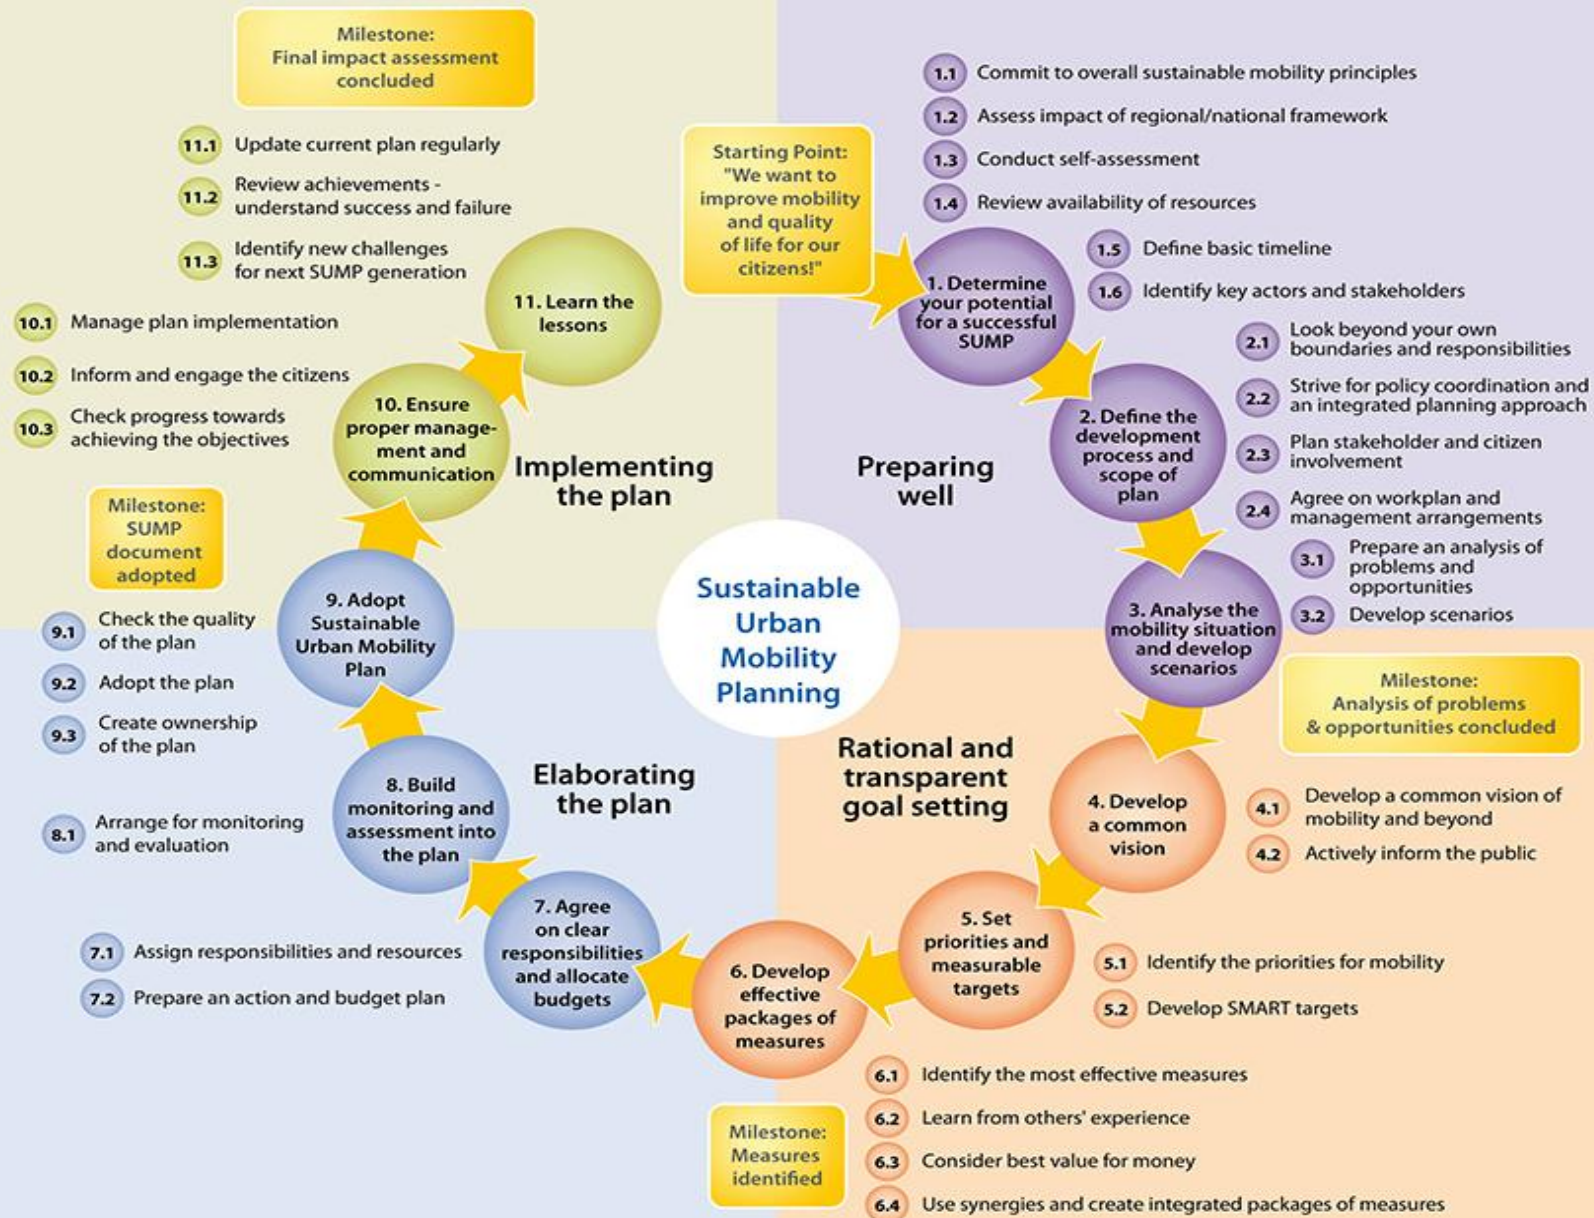 Milestone:
Final impact assessment
concluded
11.1 Update current plan regularly
11.2 Review achievements -
understand success and failure
11.3 Identify new challenges
for next SUMP generation
11. Learn the
lessons
10.1 Manage plan implementation
10.2 Inform and engage the citizens
10.3 Check progress towards
achieving the objectives
10. Ensure
proper manage-
ment and
communication
Implementing
the plan
Milestone:
SUMP
document
adopted
Starting Point:
"We want to
improve mobility
and quality
of life for our
citizens!"
1.1 Commit to overall sustainable mobility principles
1.2 Assess impact of regional/national framework
1.3 Conduct self-assessment
1.4 Review availability of resources
1.5 Define basic timeline
1.6 Identify key actors and stakeholders
1. Determine
your potential
for a successful
SUMP
2.1 Look beyond your own
boundaries and responsibilities
2.2 Strive for policy coordination and
an integrated planning approach
2.3 Plan stakeholder and citizen
involvement
2.4 Agree on workplan and
management arrangements
2. Define the
development
process and
scope of
plan
Preparing
well
3.1 Prepare an analysis of
problems and
opportunities
3.2 Develop scenarios
3. Analyse the
mobility situation
and develop
scenarios
Milestone:
Analysis of problems
& opportunities concluded
Sustainable
Urban
Mobility
Planning
Rational and
transparent
goal setting
4. Develop
a common
vision
4.1 Develop a common vision of
mobility and beyond
4.2 Actively inform the public
5. Set
priorities and
measurable
targets
5.1 Identify the priorities for mobility
5.2 Develop SMART targets
6. Develop
effective
packages of
measures
6.1 Identify the most effective measures
6.2 Learn from others' experience
6.3 Consider best value for money
6.4 Use synergies and create integrated packages of measures
Milestone:
Measures
identified
9. Adopt
Sustainable
Urban Mobility
Plan
9.1 Check the quality
of the plan
9.2 Adopt the plan
9.3 Create ownership
of the plan
Elaborating
the plan
8. Build
monitoring and
assessment into
the plan
8.1 Arrange for monitoring
and evaluation
7. Agree
on clear
responsibilities
and allocate
budgets
7.1 Assign responsibilities and resources
7.2 Prepare an action and budget plan